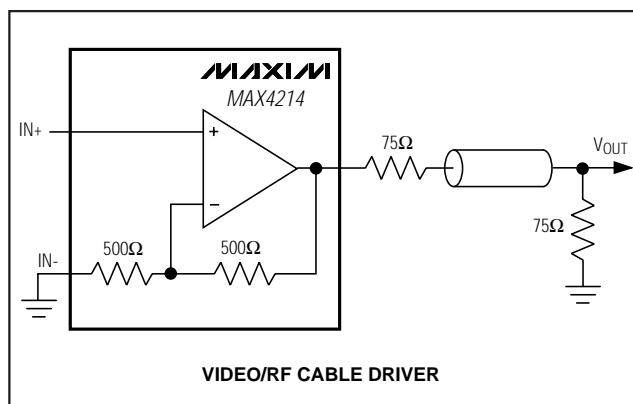 MAXIM
MAX4214
IN+
+
75Ω
VOUT
−
75Ω
IN-
500Ω
500Ω
VIDEO/RF CABLE DRIVER